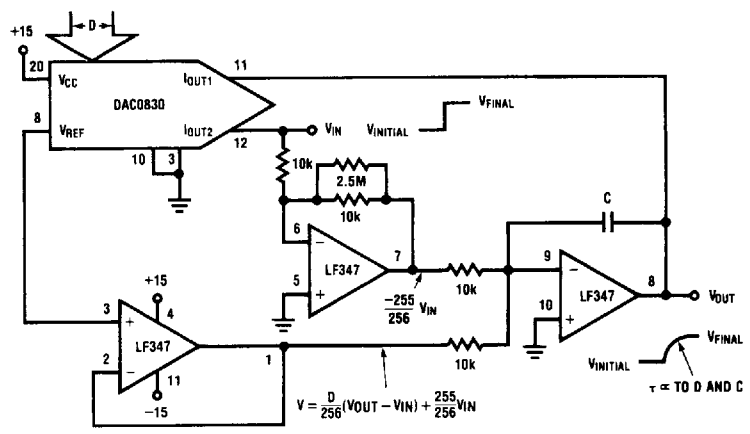 D
+15
20
VCC
IOUT1
11
DAC0830
8
VREF
IOUT2
12
VIN
VINITIAL
VFINAL
10
3
10k
2.5M
10k
C
6
−
7
LF347
5
+
10k
−255/256 VIN
9
−
8
LF347
10
+
VOUT
+15
3
+
4
LF347
1
2
−
11
−15
10k
VINITIAL
VFINAL
τ ∝ TO D AND C
V = D/256 (VOUT − VIN) + 255/256 VIN